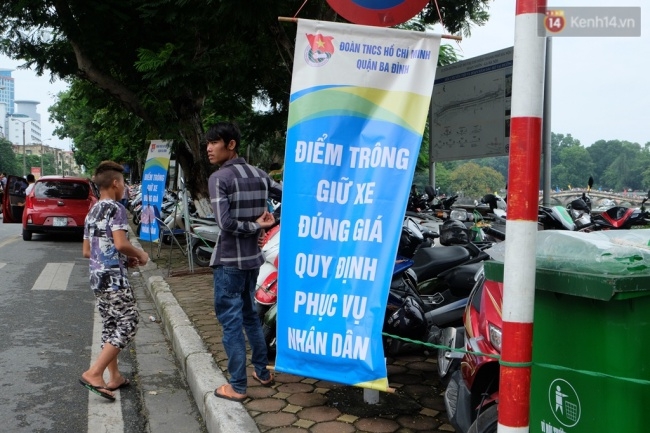 14 Kenh14.vn
ĐOÀN TNCS HỒ CHÍ MINH
QUẬN BA ĐÌNH
ĐIỂM TRÔNG
GIỮ XE
ĐÚNG GIÁ
QUY ĐỊNH
PHỤC VỤ
NHÂN DÂN